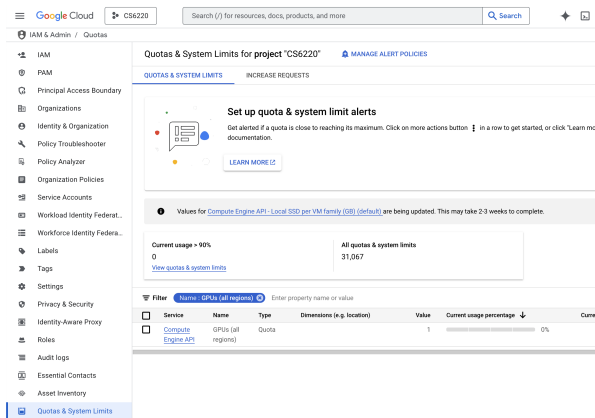 Google Cloud
CS6220
Search (/) for resources, docs, products, and more
Search
IAM & Admin / Quotas
IAM
PAM
Principal Access Boundary
Organizations
Identity & Organization
Policy Troubleshooter
Policy Analyzer
Organization Policies
Service Accounts
Workload Identity Federat...
Workforce Identity Federa...
Labels
Tags
Settings
Privacy & Security
Identity-Aware Proxy
Roles
Audit logs
Essential Contacts
Asset Inventory
Quotas & System Limits
Quotas & System Limits for project "CS6220"
MANAGE ALERT POLICIES
QUOTAS & SYSTEM LIMITS
INCREASE REQUESTS
Set up quota & system limit alerts
Get alerted if a quota is close to reaching its maximum. Click on more actions button ⋮ in a row to get started, or click "Learn mo
documentation.
LEARN MORE
Values for Compute Engine API - Local SSD per VM family (GB) (default) are being updated. This may take 2-3 weeks to complete.
Current usage > 90%
0
View quotas & system limits
All quotas & system limits
31,067
Filter Name : GPUs (all regions) Enter property name or value
Service Name Type Dimensions (e.g. location) Value Current usage percentage Curre
Compute GPUs (all Quota 1 0%
Engine API regions)